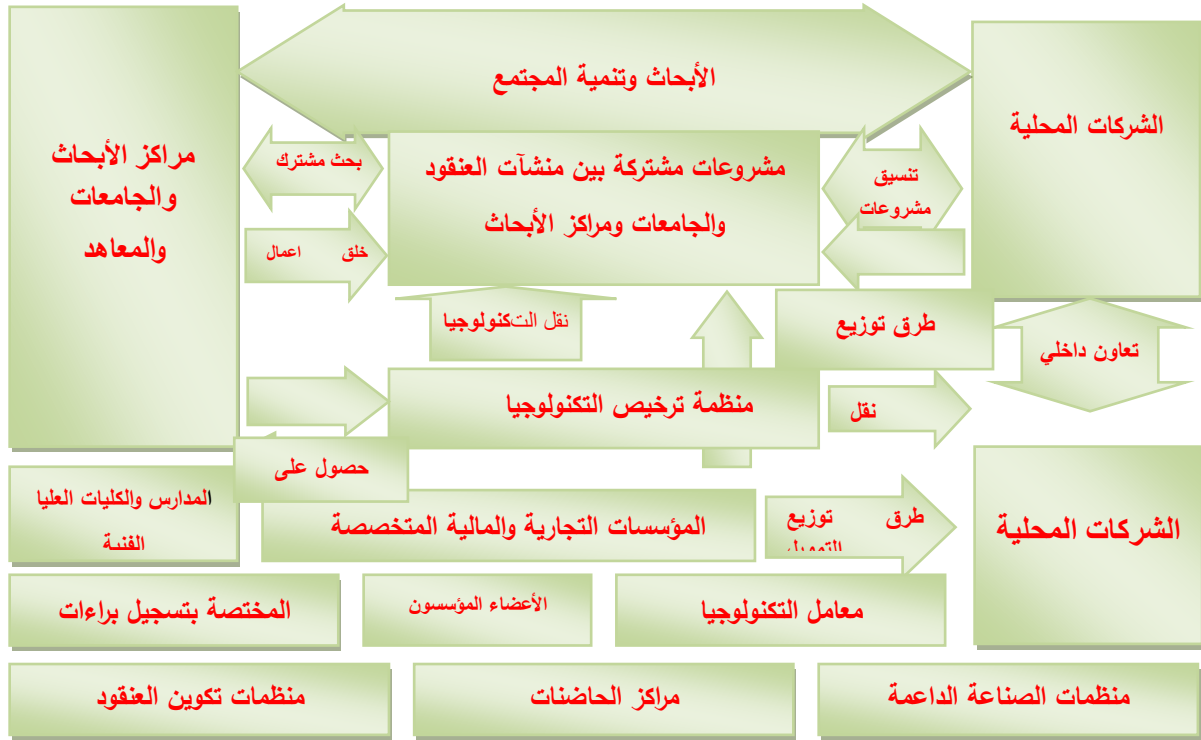 الأبحاث وتنمية المجتمع
الشركات المحلية
مراكز الأبحاث
والجامعات
والمعاهد
بحث مشترك
مشروعات مشتركة بين منشآت العنقود
والجامعات ومراكز الأبحاث
تنسيق
مشروعات
خلق اعمال
نقل التكنولوجيا
طرق توزيع
تعاون داخلي
منظمة ترخيص التكنولوجيا
نقل
حصول على
المدارس والكليات العليا
الفنية
المؤسسات التجارية والمالية المتخصصة
طرق توزيع
التمويل
الشركات المحلية
المختصة بتسجيل براءات
الأعضاء المؤسسون
معامل التكنولوجيا
منظمات تكوين العنقود
مراكز الحاضنات
منظمات الصناعة الداعمة